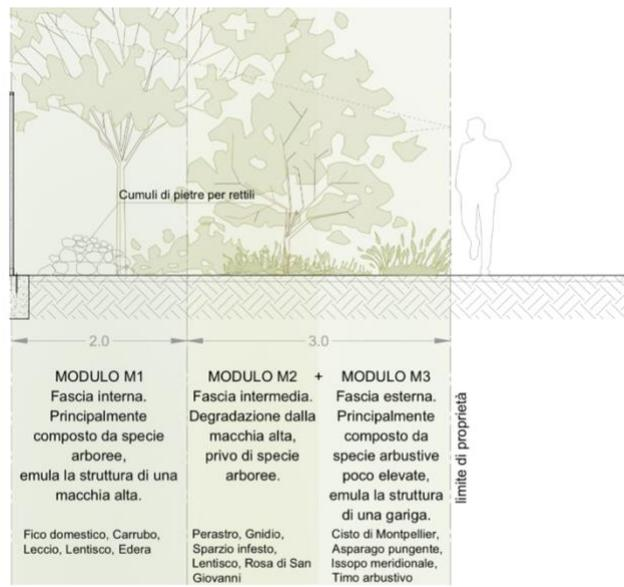 Cumuli di pietre per rettili
2.0
3.0
MODULO M1
Fascia interna.
Principalmente
composto da specie
arboree,
emula la struttura di una
macchia alta.
Fico domestico, Carrubo,
Leccio, Lentisco, Edera
MODULO M2
Fascia intermedia.
Degradazione dalla
macchia alta,
privo di specie
arboree.
Perastro, Gnidio,
Sparzio infesto,
Lentisco, Rosa di San
Giovanni
+
MODULO M3
Fascia esterna.
Principalmente
composto da
specie arbustive
poco elevate,
emula la struttura
di una gariga.
Cisto di Montpellier,
Asparago pungente,
Issopo meridionale,
Timo arbustivo
limite di proprietà